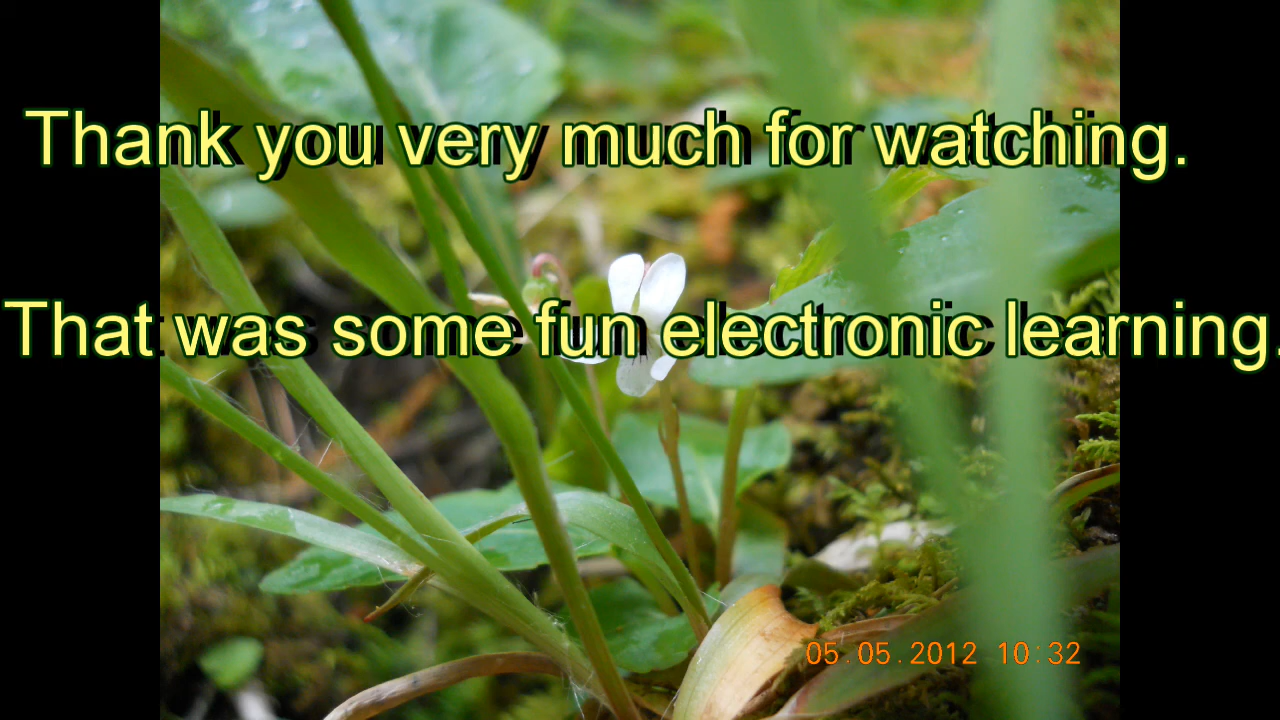 Thank you very much for watching.
That was some fun electronic learning.
05.05.2012 10:32